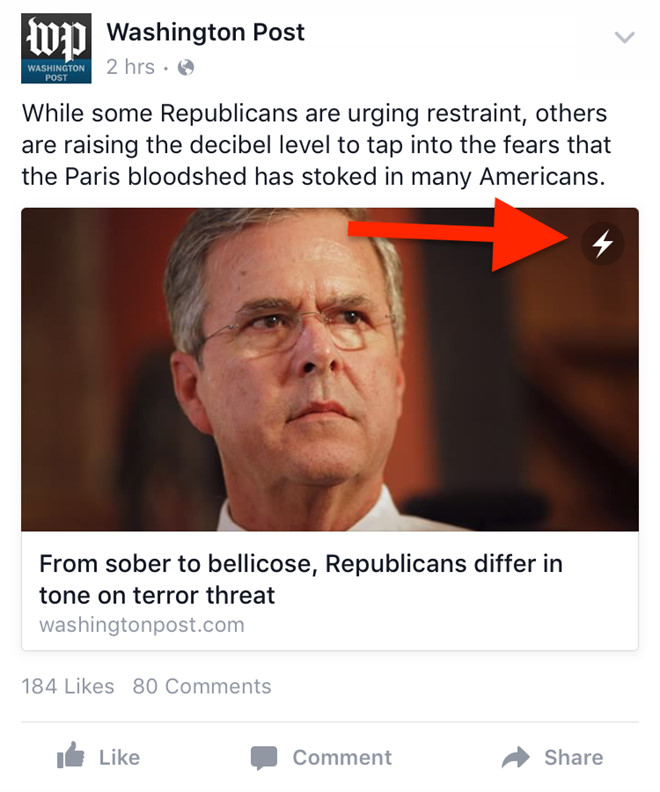 wp
WASHINGTON
POST
Washington Post
2 hrs ·
While some Republicans are urging restraint, others
are raising the decibel level to tap into the fears that
the Paris bloodshed has stoked in many Americans.
From sober to bellicose, Republicans differ in
tone on terror threat
washingtonpost.com
184 Likes 80 Comments
Like Comment Share